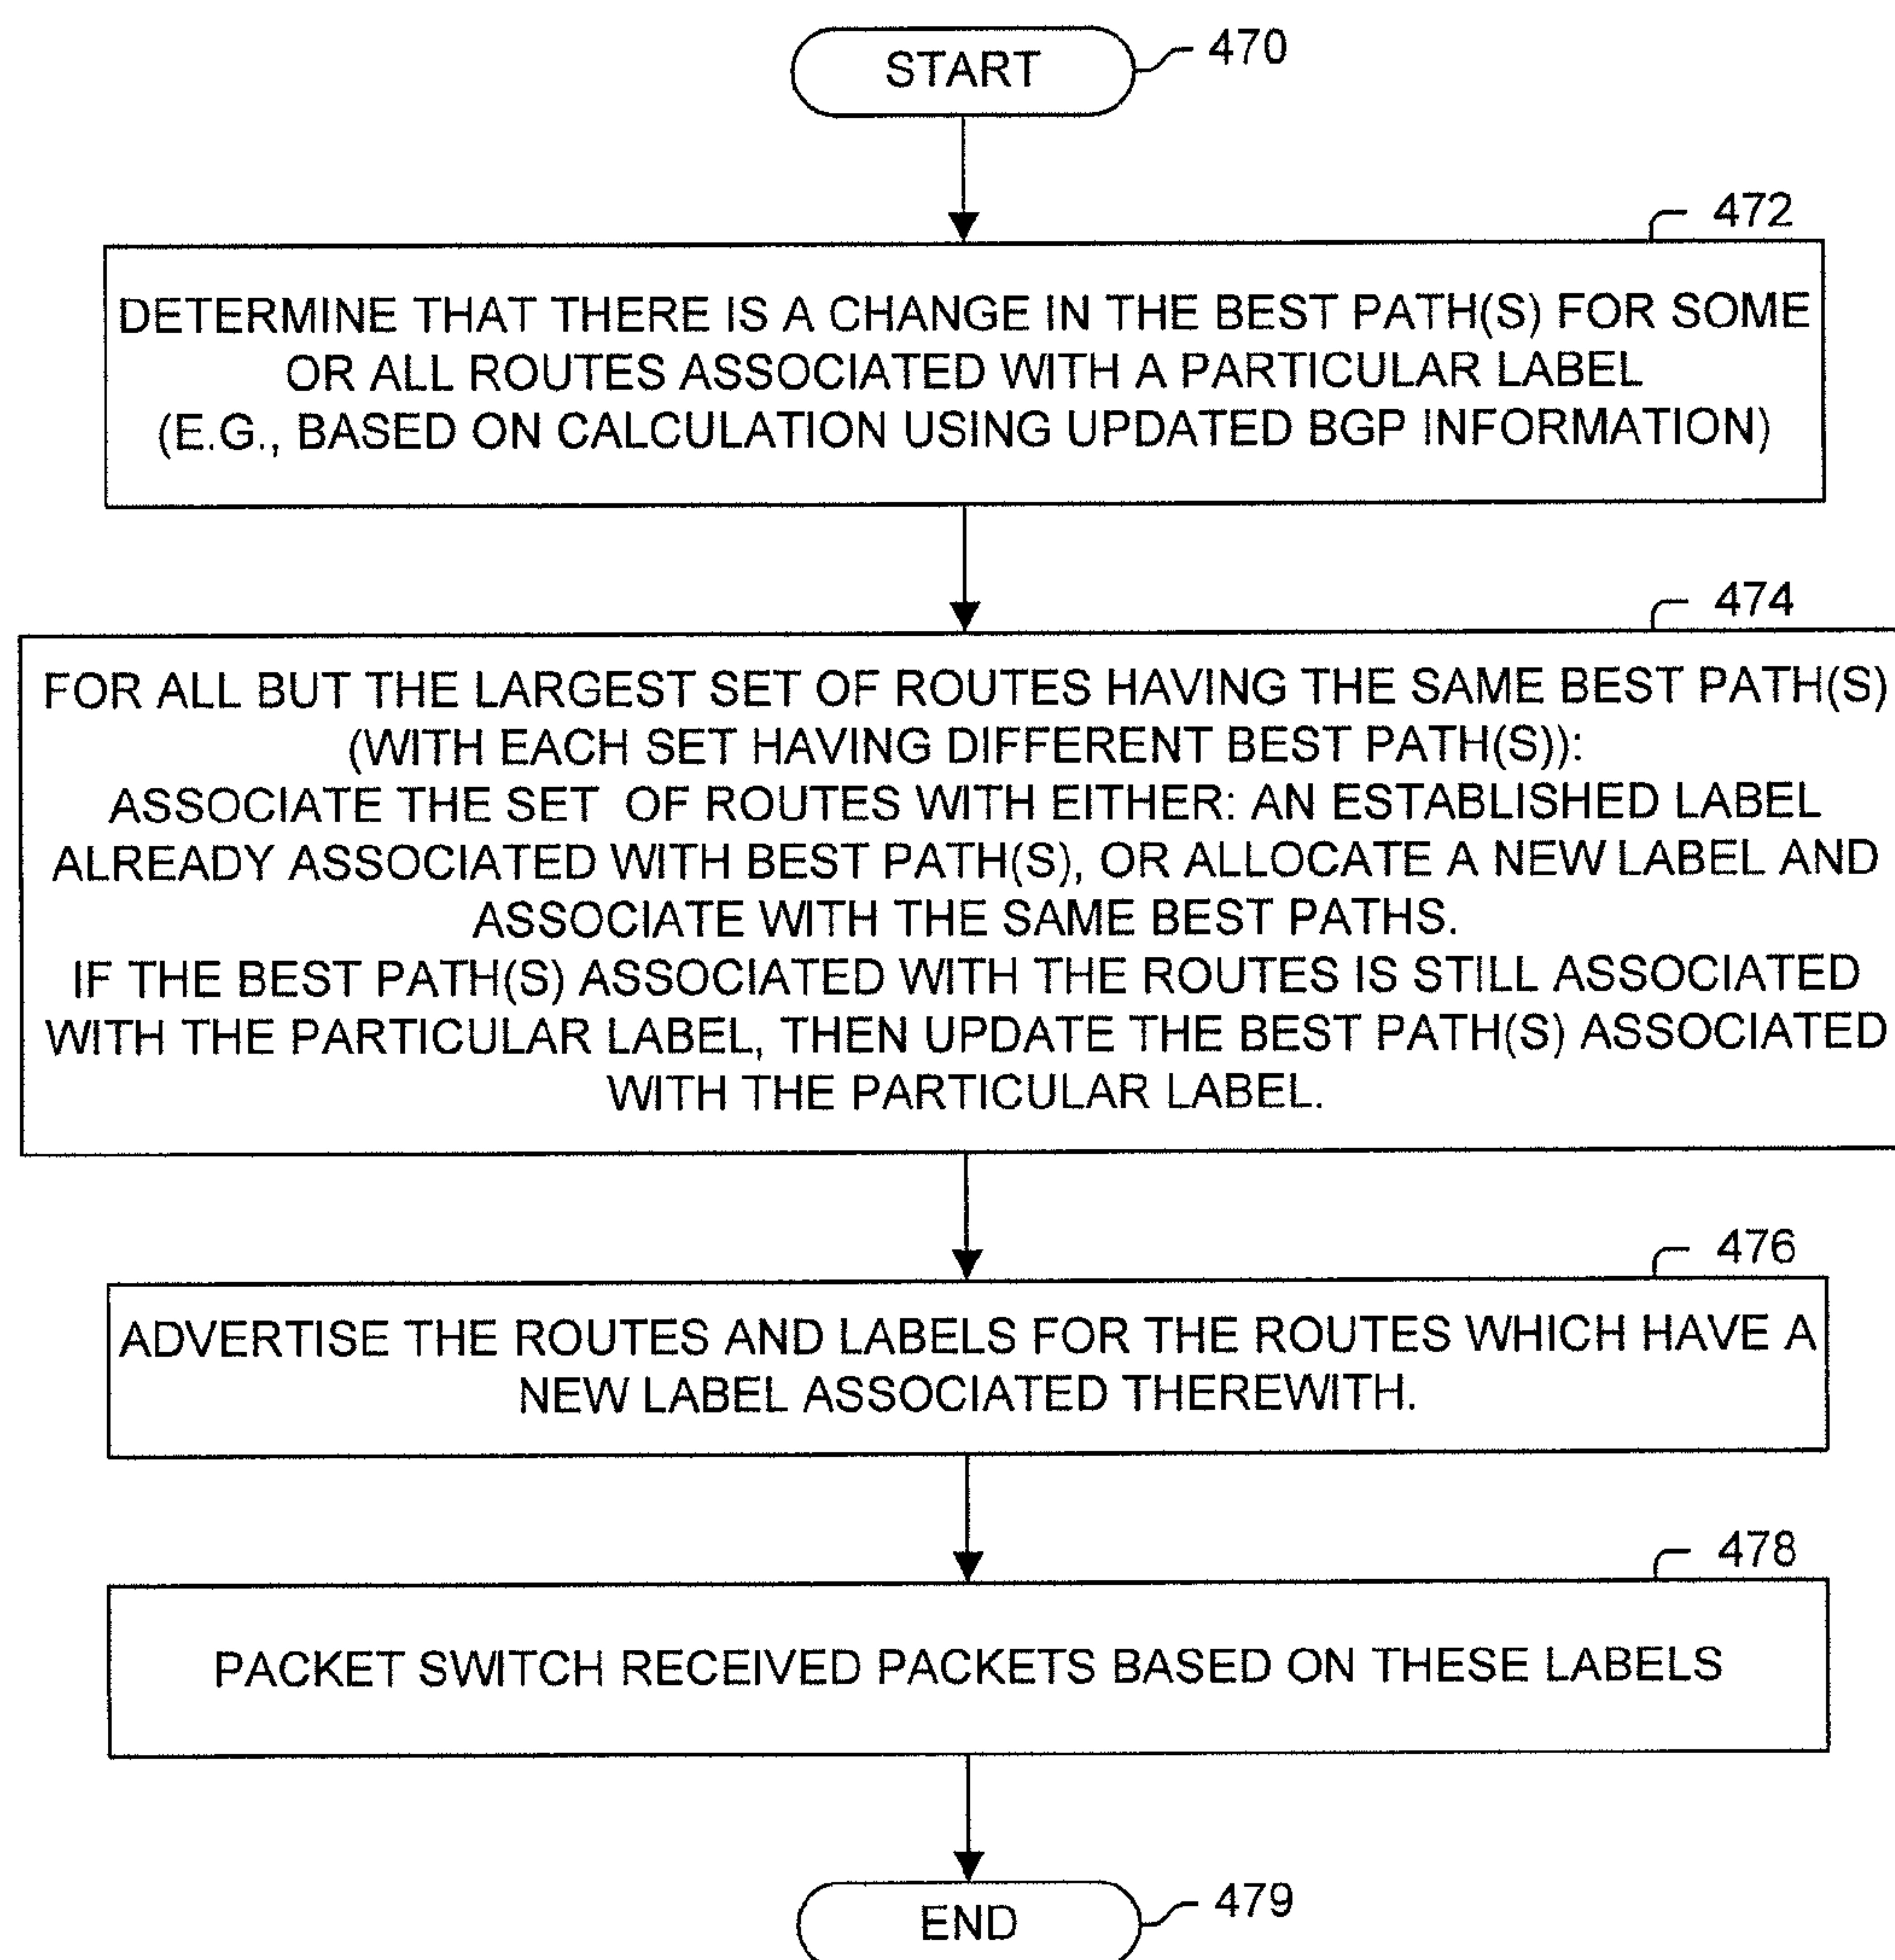 START
470
472
DETERMINE THAT THERE IS A CHANGE IN THE BEST PATH(S) FOR SOME
OR ALL ROUTES ASSOCIATED WITH A PARTICULAR LABEL
(E.G., BASED ON CALCULATION USING UPDATED BGP INFORMATION)
474
FOR ALL BUT THE LARGEST SET OF ROUTES HAVING THE SAME BEST PATH(S)
(WITH EACH SET HAVING DIFFERENT BEST PATH(S)):
ASSOCIATE THE SET OF ROUTES WITH EITHER: AN ESTABLISHED LABEL
ALREADY ASSOCIATED WITH BEST PATH(S), OR ALLOCATE A NEW LABEL AND
ASSOCIATE WITH THE SAME BEST PATHS.
IF THE BEST PATH(S) ASSOCIATED WITH THE ROUTES IS STILL ASSOCIATED
WITH THE PARTICULAR LABEL, THEN UPDATE THE BEST PATH(S) ASSOCIATED
WITH THE PARTICULAR LABEL.
476
ADVERTISE THE ROUTES AND LABELS FOR THE ROUTES WHICH HAVE A
NEW LABEL ASSOCIATED THEREWITH.
478
PACKET SWITCH RECEIVED PACKETS BASED ON THESE LABELS
END
479